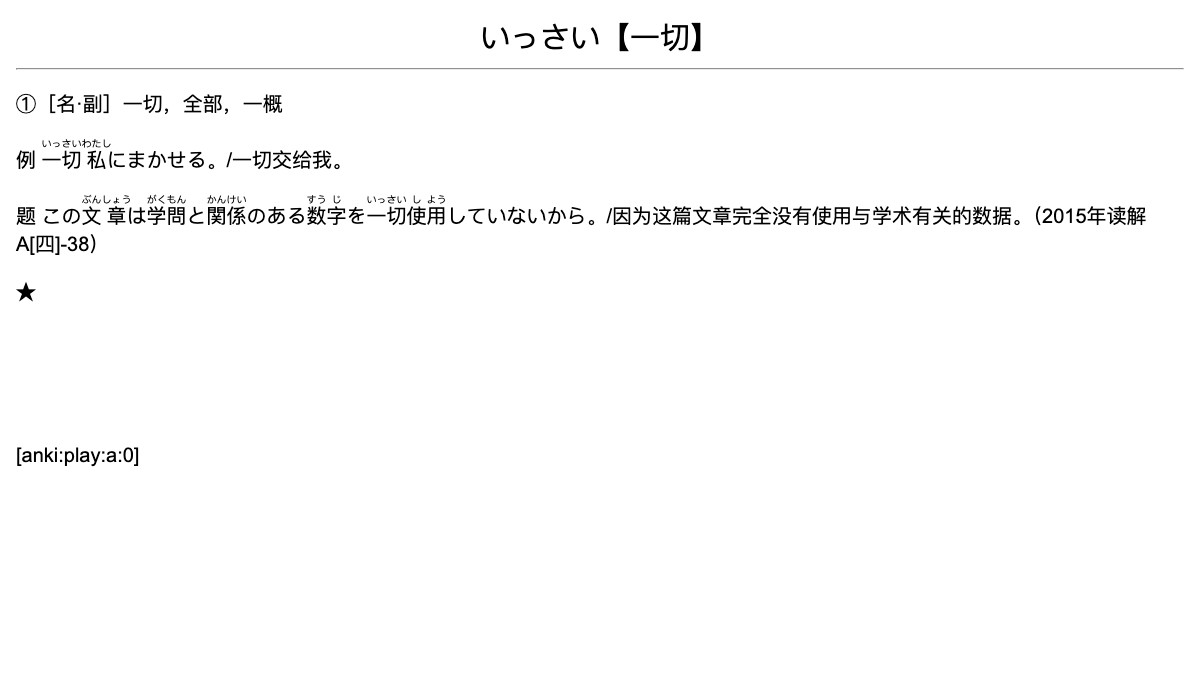 いっさい【一切】
①［名·副］一切，全部，一概
いっさいわたし
例 一切 私にまかせる。/一切交给我。
ぶんしょう がくもん かんけい すう じ いっさい し よう
题 この文 章は学問と関係のある数字を一切使用していないから。/因为这篇文章完全没有使用与学术有关的数据。（2015年读解
A[四]-38）
★
[anki:play:a:0]